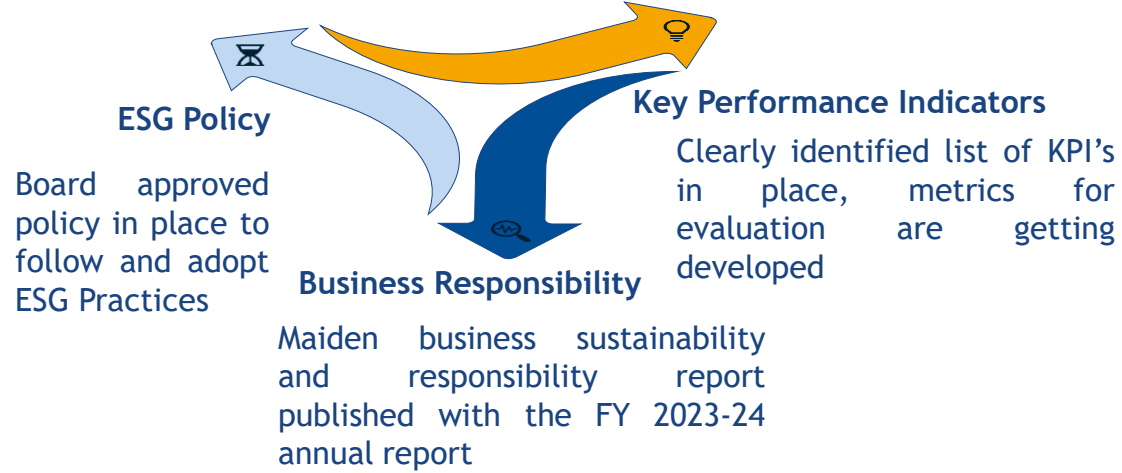 ESG Policy
Board approved
policy in place to
follow and adopt
ESG Practices
Key Performance Indicators
Clearly identified list of KPI’s
in place, metrics for
evaluation are getting
developed
Business Responsibility
Maiden business sustainability
and responsibility report
published with the FY 2023-24
annual report